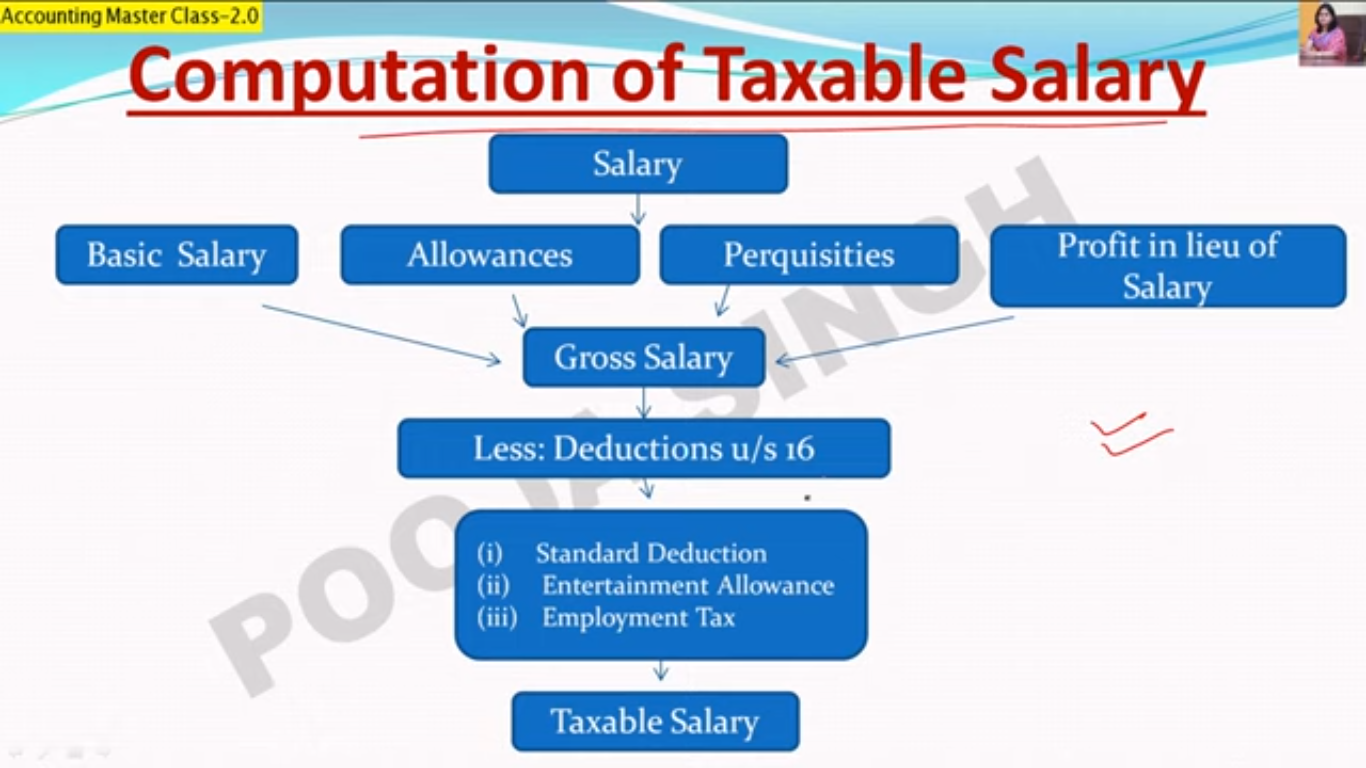 Accounting Master Class-2.0
Computation of Taxable Salary
Salary
Basic Salary
Allowances
Perquisities
Profit in lieu of
Salary
Gross Salary
Less: Deductions u/s 16
(i) Standard Deduction
(ii) Entertainment Allowance
(iii) Employment Tax
Taxable Salary
POOJA SINGH